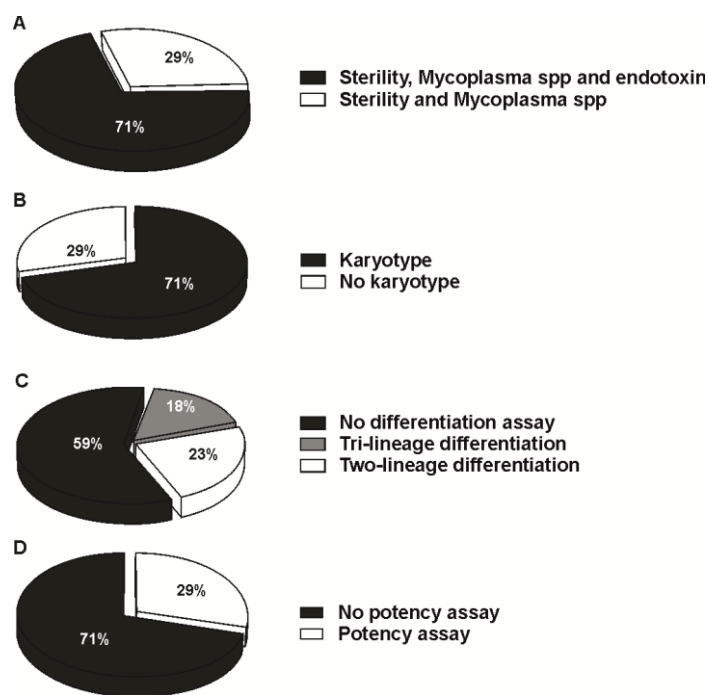 A
29%
71%
Sterility, Mycoplasma spp and endotoxin
Sterility and Mycoplasma spp
B
29%
71%
Karyotype
No karyotype
C
18%
59%
23%
No differentiation assay
Tri-lineage differentiation
Two-lineage differentiation
D
29%
71%
No potency assay
Potency assay